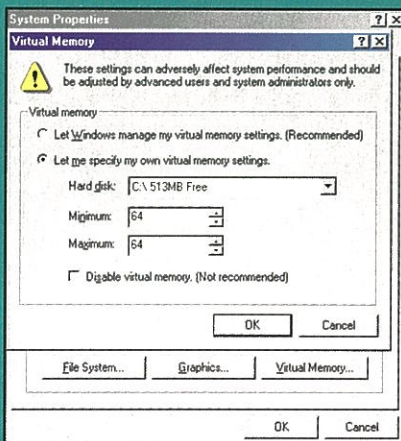 System Properties
Virtual Memory
These settings can adversely affect system performance and should
be adjusted by advanced users and system administrators only.
Virtual memory
Let Windows manage my virtual memory settings. (Recommended)
Let me specify my own virtual memory settings.
Hard disk: C:\ 513MB Free
Minimum: 64
Maximum: 64
Disable virtual memory. (Not recommended)
OK Cancel
File System... Graphics... Virtual Memory...
OK Cancel